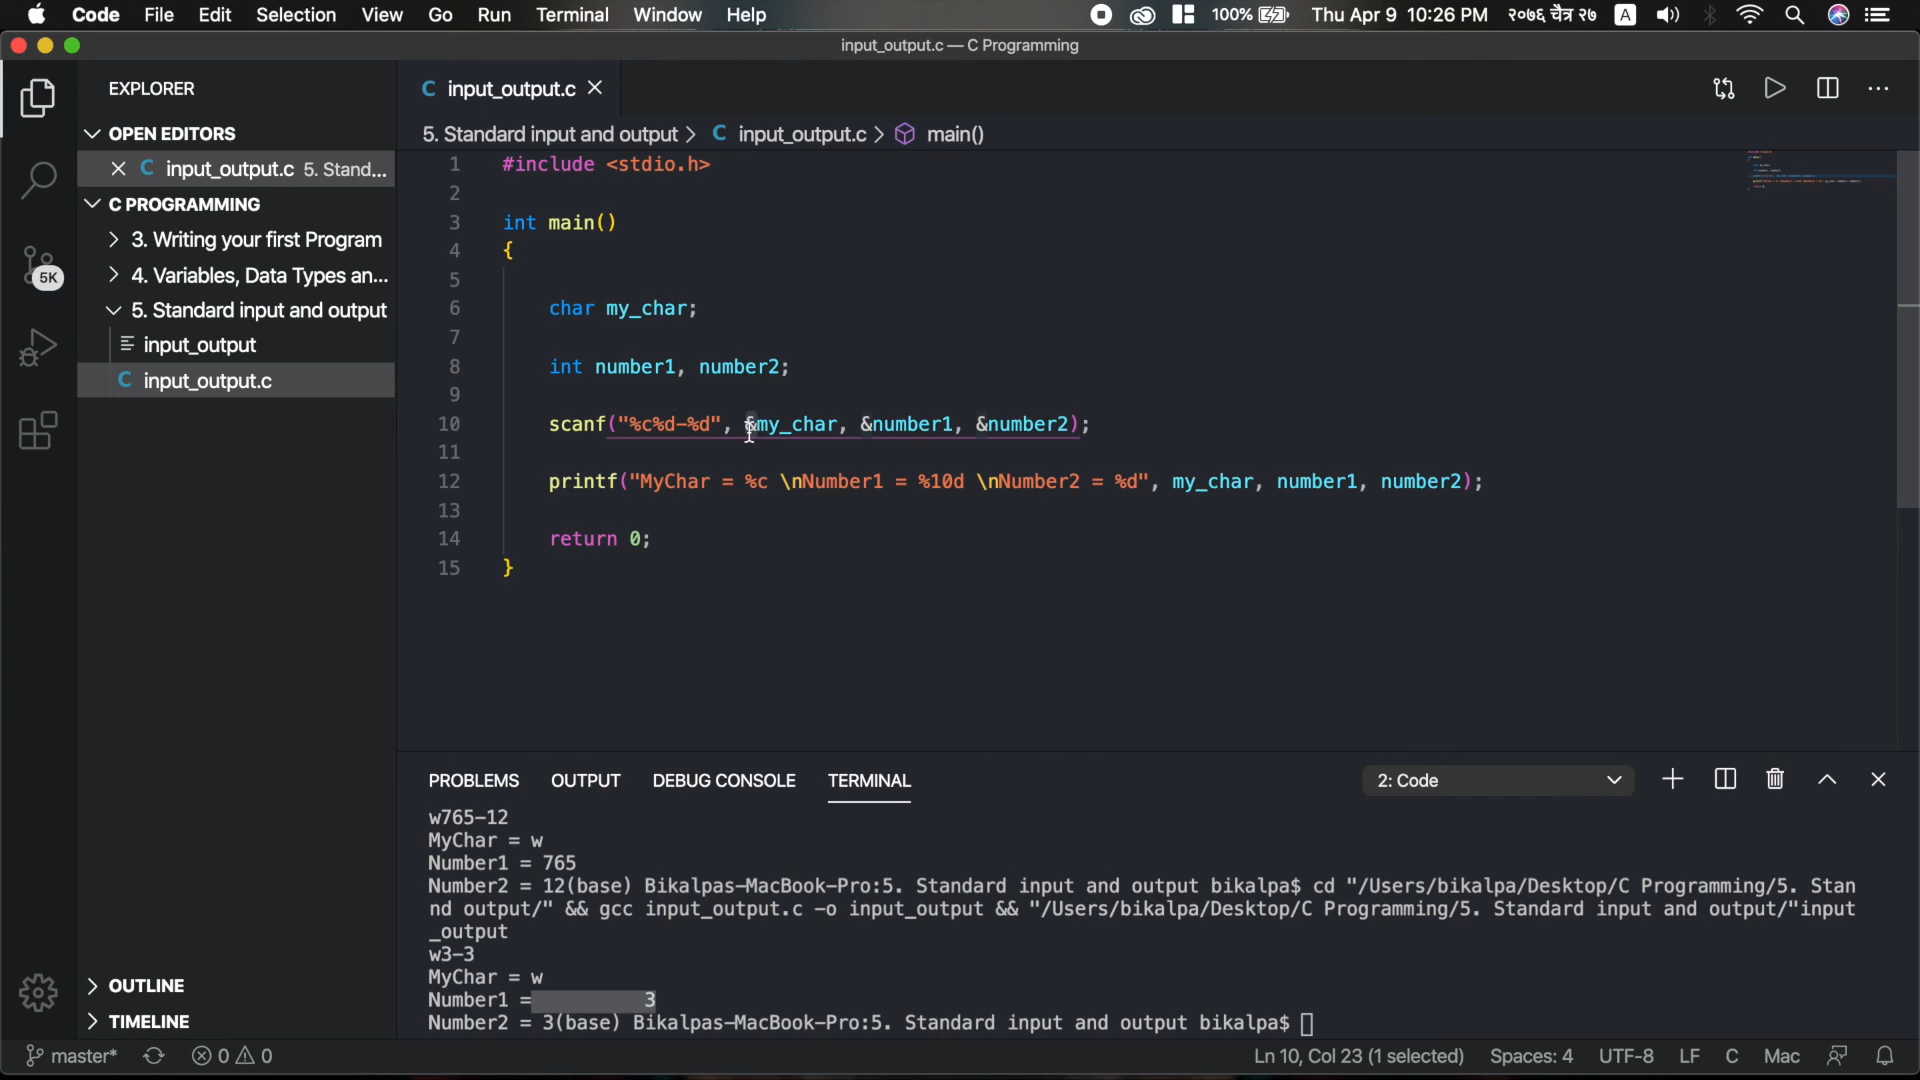 Code File Edit Selection View Go Run Terminal Window Help 100% Thu Apr 9 10:26 PM २०७६ चैत्र २७ A
input_output.c — C Programming
EXPLORER
OPEN EDITORS
input_output.c 5. Stand...
C PROGRAMMING
3. Writing your first Program
4. Variables, Data Types an...
5. Standard input and output
input_output
C input_output.c
OUTLINE
TIMELINE
5K
C input_output.c
5. Standard input and output > C input_output.c > main()
1 #include <stdio.h>
2
3 int main()
4 {
5
6 char my_char;
7
8 int number1, number2;
9
10 scanf("%c%d-%d", &my_char, &number1, &number2);
11
12 printf("MyChar = %c \nNumber1 = %10d \nNumber2 = %d", my_char, number1, number2);
13
14 return 0;
15 }
PROBLEMS OUTPUT DEBUG CONSOLE TERMINAL 2: Code
w765-12
MyChar = w
Number1 = 765
Number2 = 12(base) Bikalpas-MacBook-Pro:5. Standard input and output bikalpa$ cd "/Users/bikalpa/Desktop/C Programming/5. Stan
nd output/" && gcc input_output.c -o input_output && "/Users/bikalpa/Desktop/C Programming/5. Standard input and output/"input
_output
w3-3
MyChar = w
Number1 =          3
Number2 = 3(base) Bikalpas-MacBook-Pro:5. Standard input and output bikalpa$
master* 0 0 Ln 10, Col 23 (1 selected) Spaces: 4 UTF-8 LF C Mac